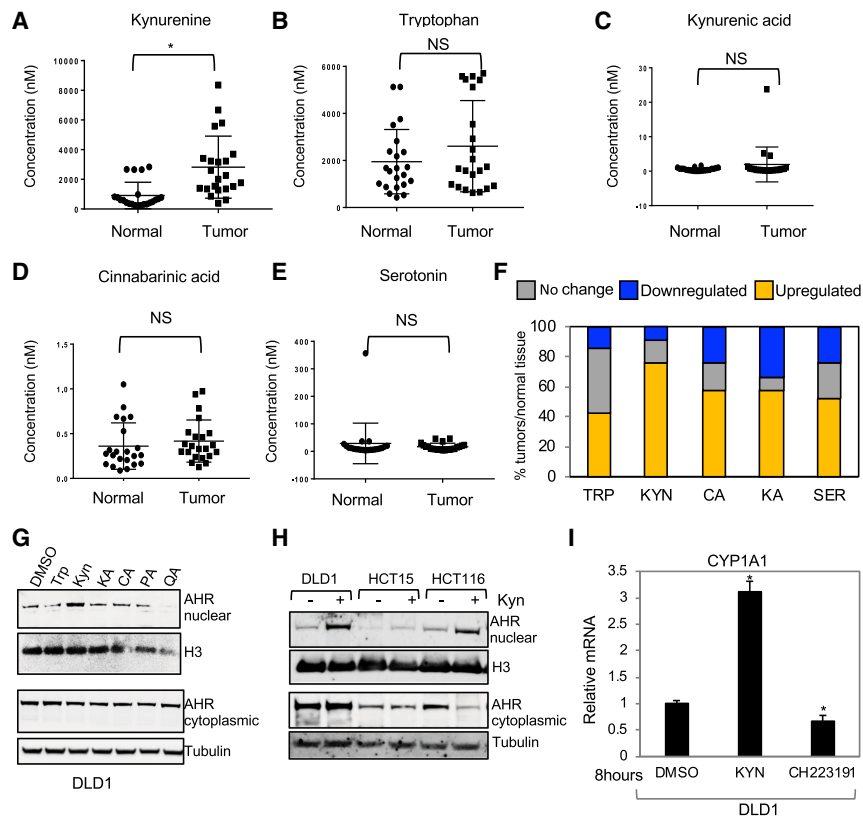 A
Kynurenine
*
Concentration (nM)
10000
8000
6000
4000
2000
0
Normal
Tumor
B
Tryptophan
NS
Concentration (nM)
6000
4000
2000
0
Normal
Tumor
C
Kynurenic acid
NS
Concentration (nM)
30
20
10
0
-10
Normal
Tumor
D
Cinnabarinic acid
NS
Concentration (nM)
1.5
1.0
0.5
0.0
Normal
Tumor
E
Serotonin
NS
Concentration (nM)
400
300
200
100
0
-100
Normal
Tumor
F
No change
Downregulated
Upregulated
% tumors/normal tissue
100
80
60
40
20
0
TRP KYN CA KA SER
G
DMSO Trp Kyn KA CA PA QA
AHR
nuclear
H3
AHR
cytoplasmic
Tubulin
DLD1
H
DLD1 HCT15 HCT116
- + - + - + Kyn
AHR
nuclear
H3
AHR
cytoplasmic
Tubulin
I
CYP1A1
Relative mRNA
3.5
3
2.5
2
1.5
1
0.5
0
*
*
8hours DMSO KYN CH223191
DLD1